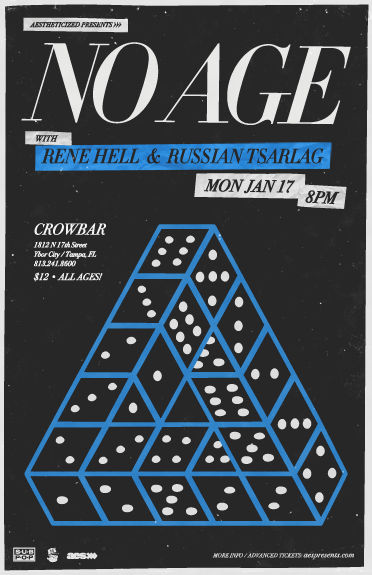 AESTHETICIZED PRESENTS >>>
NO AGE
WITH
RENE HELL & RUSSIAN TSARLAG
MON JAN 17
8PM
CROWBAR
1812 N 17th Street
Ybor City / Tampa, FL
813.241.8600
$12 • ALL AGES!
SUB
POP
aes>>>
MORE INFO / ADVANCED TICKETS: aespresents.com